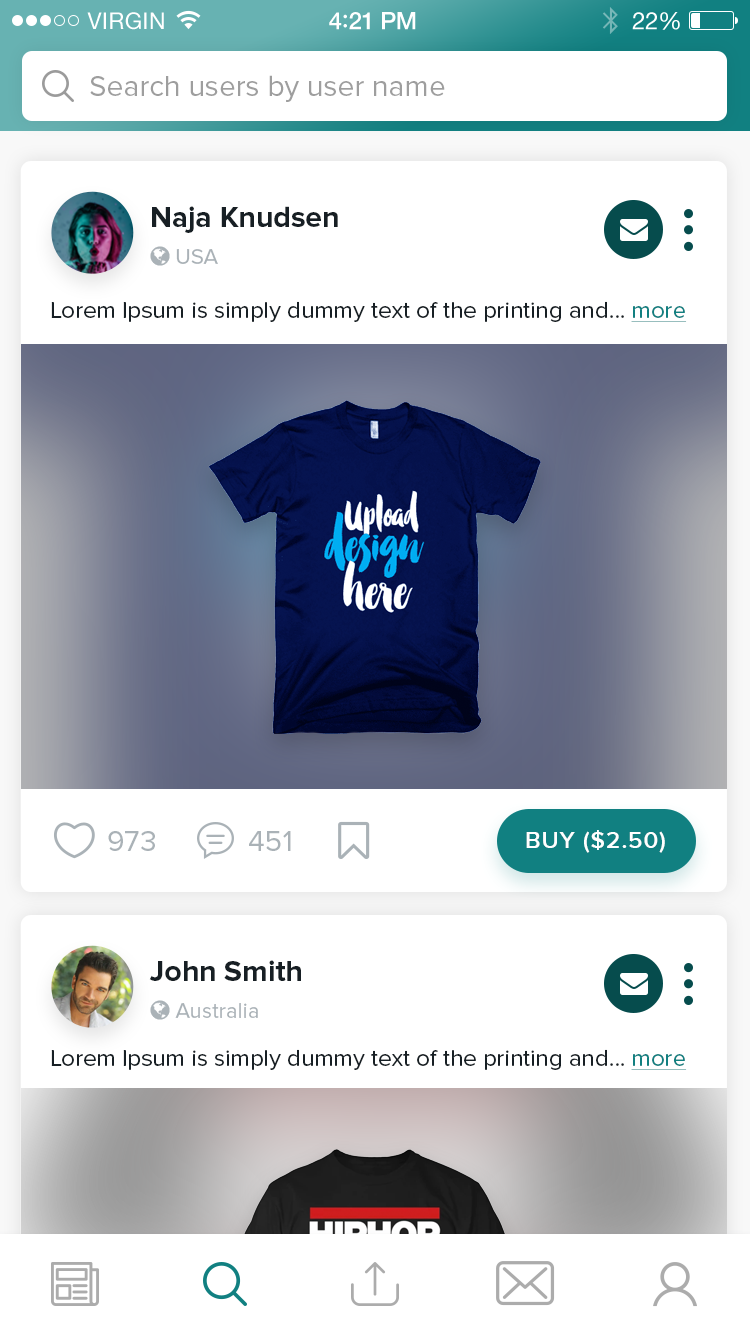 VIRGIN 4:21 PM 22%
Search users by user name
Naja Knudsen
USA
Lorem Ipsum is simply dummy text of the printing and... more
Upload
design
here
973 451 BUY ($2.50)
John Smith
Australia
Lorem Ipsum is simply dummy text of the printing and... more
HIPHOP